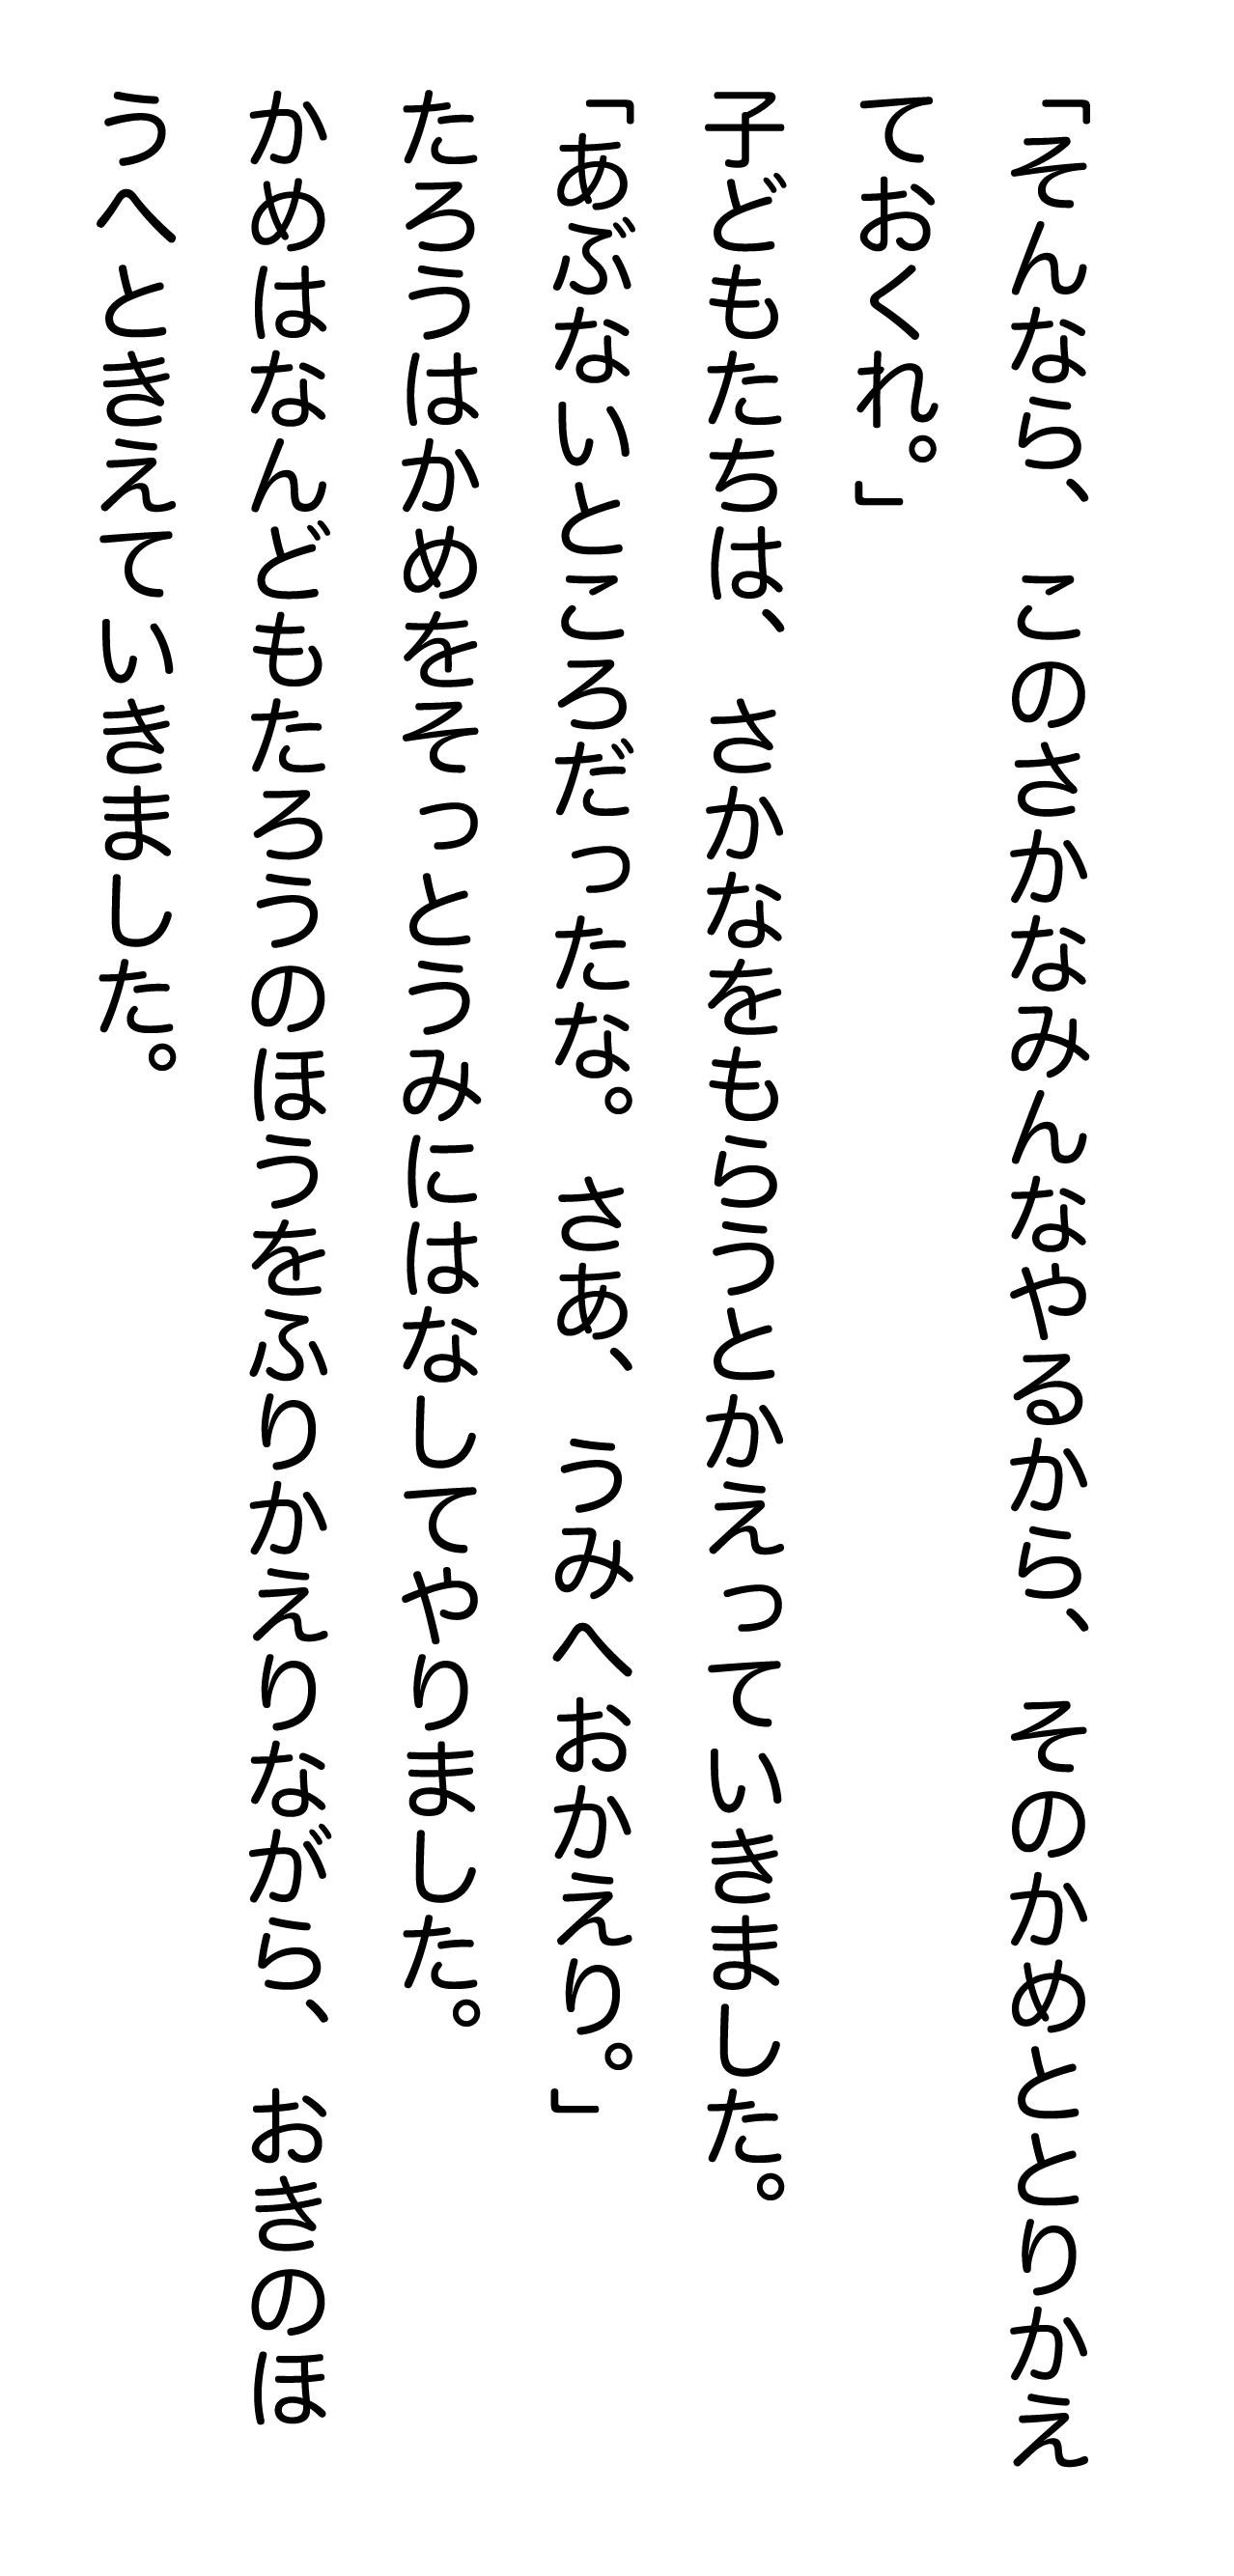 「そんなら、このさかなみんなやるから、そのかめととりかえ
ておくれ。」
子どもたちは、さかなをもらうとかえっていきました。
「あぶないところだったな。さあ、うみへおかえり。」
たろうはかめをそっとうみにはなしてやりました。
かめはなんどもたろうのほうをふりかえりながら、おきのほ
うへときえていきました。